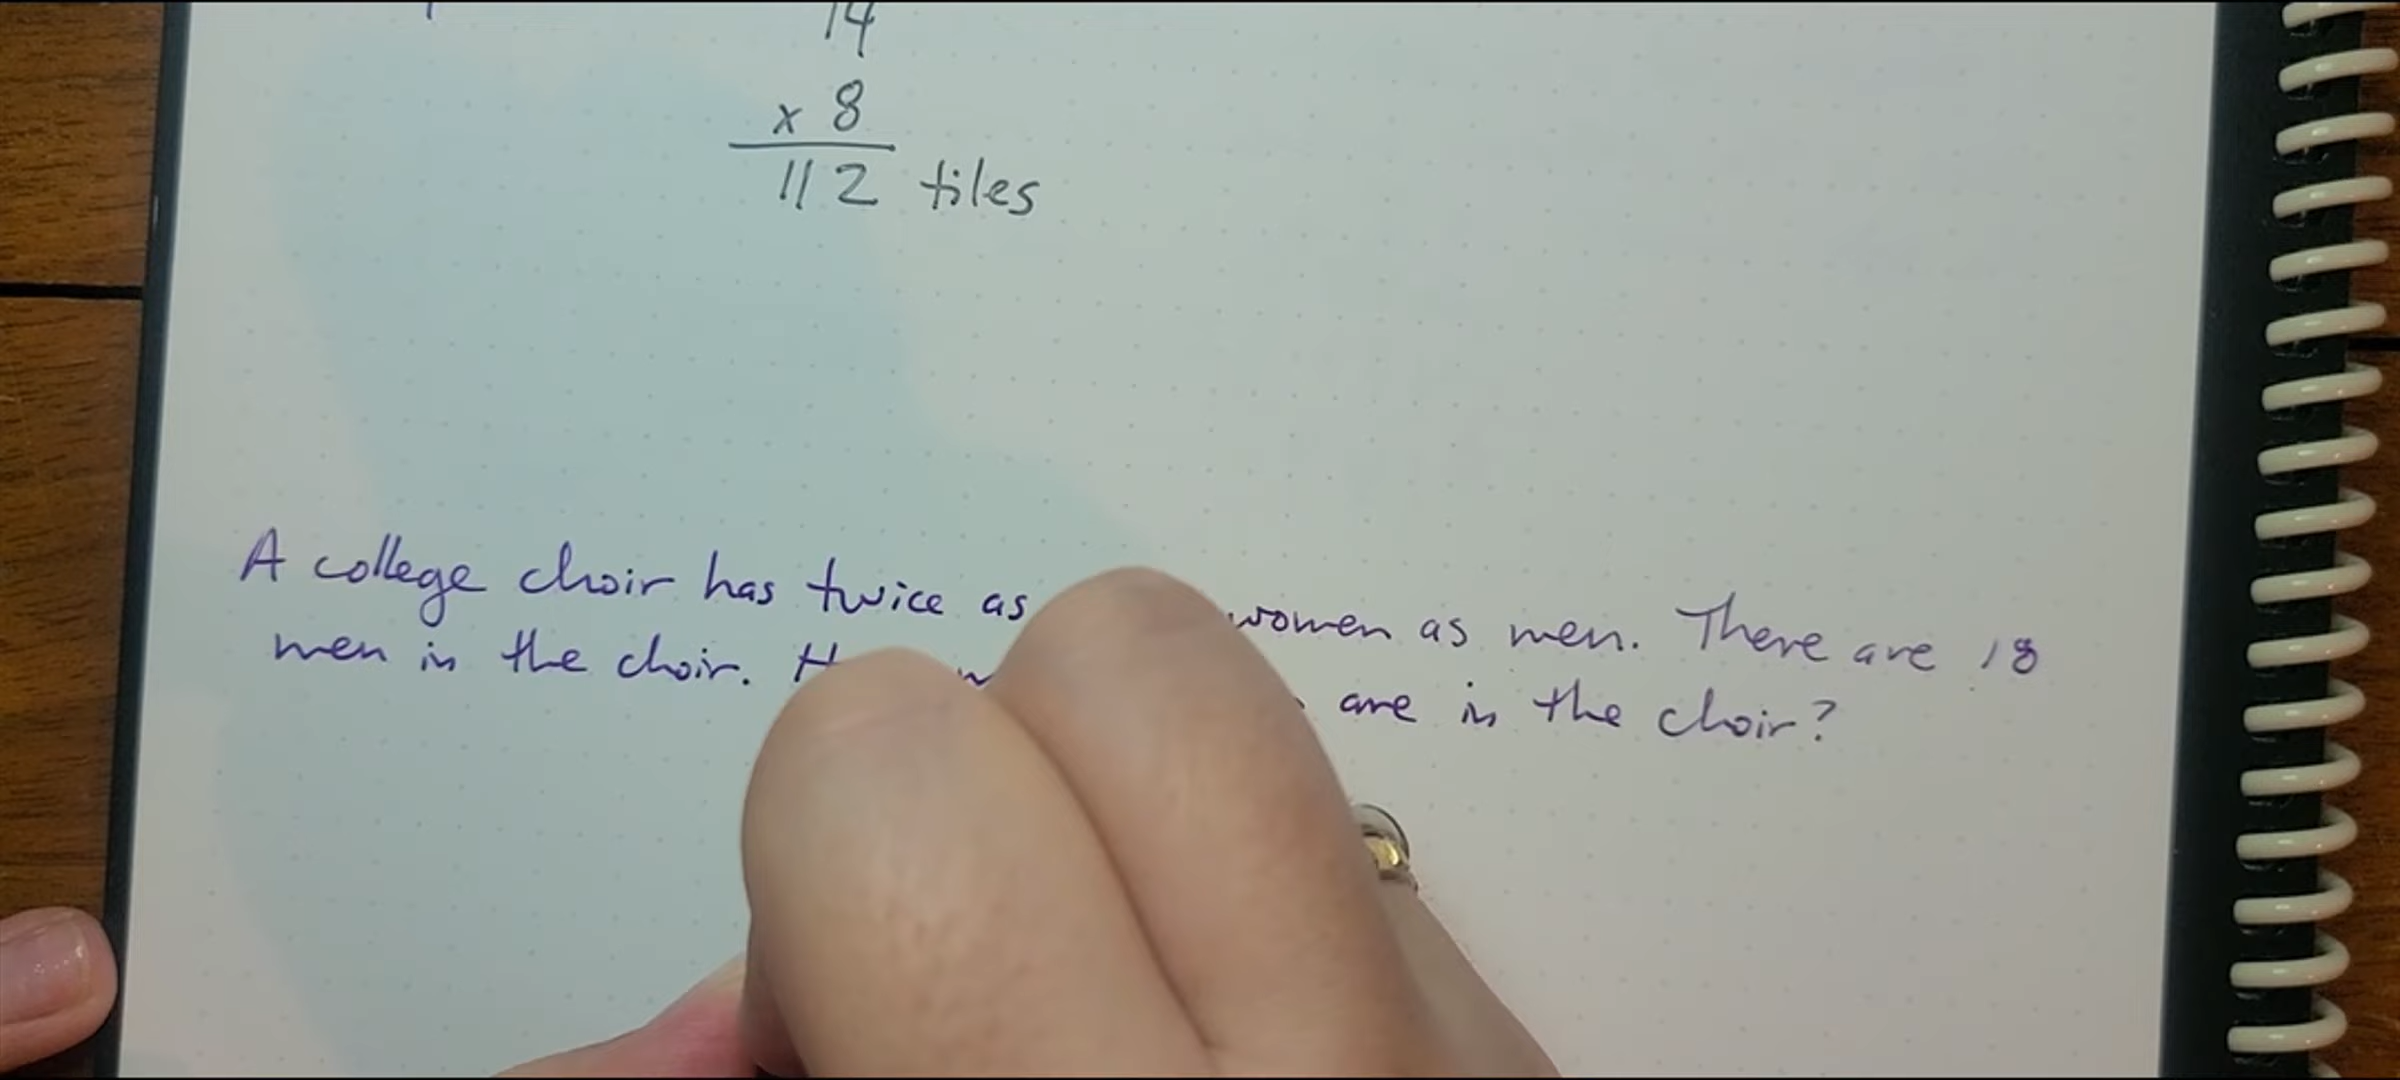 14
x 8
112 tiles
A college choir has twice as women as men. There are 18
men in the choir. are in the choir?